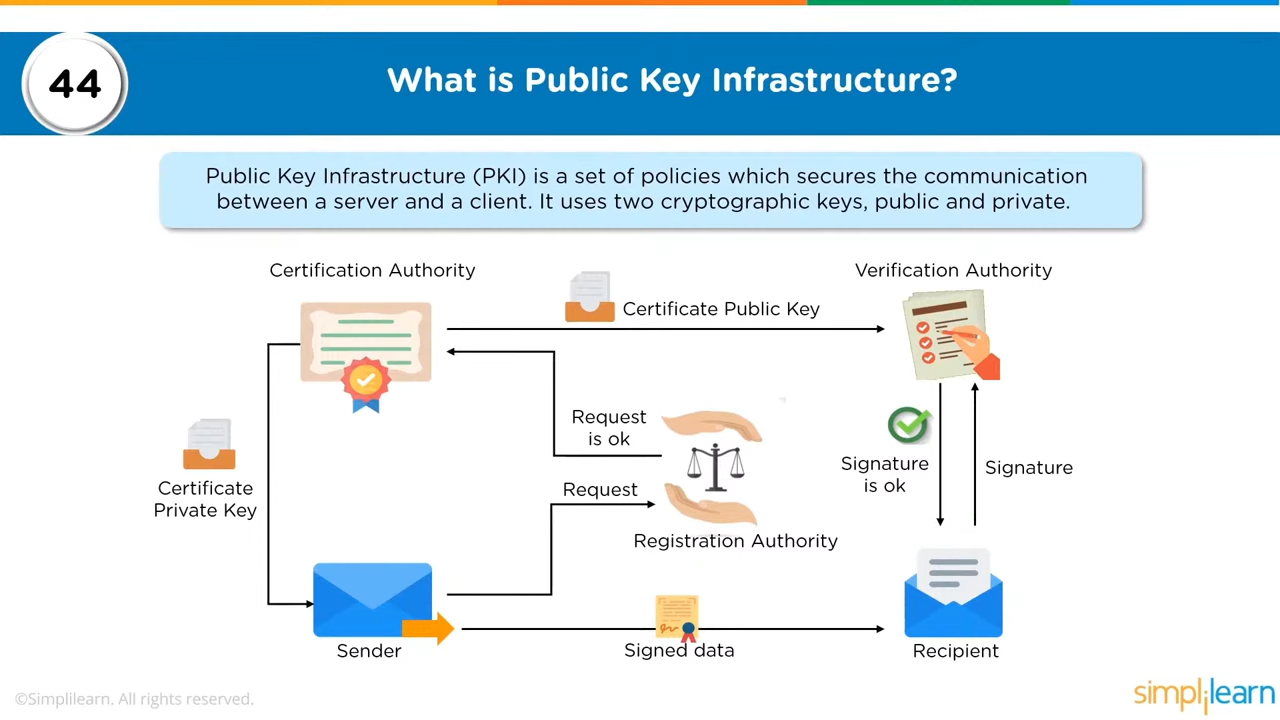 44
What is Public Key Infrastructure?
Public Key Infrastructure (PKI) is a set of policies which secures the communication
between a server and a client. It uses two cryptographic keys, public and private.
Certification Authority
Verification Authority
Certificate Public Key
Request
is ok
Signature
is ok
Signature
Certificate
Private Key
Request
Registration Authority
Sender
Signed data
Recipient
©Simplilearn. All rights reserved.
simplilearn